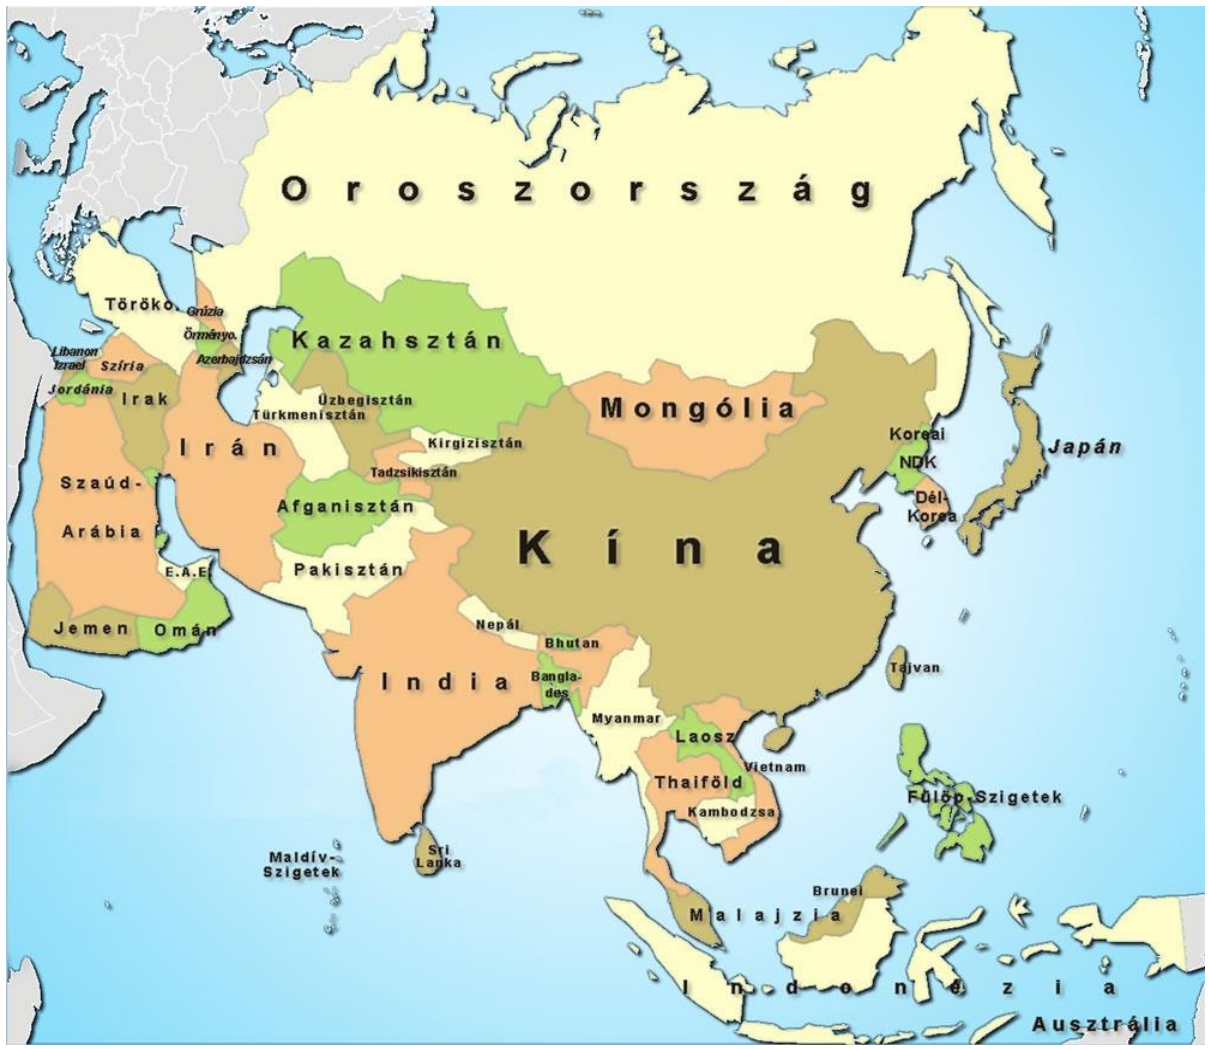 Oroszország
Töröko.
Grúzia
Örményo.
Azerbajdzsán
Kazahsztán
Libanon
Izrael
Szíria
Jordánia
Irak
Irán
Üzbegisztán
Türkmenisztán
Kirgizisztán
Tadzsikisztán
Mongólia
Koreai
NDK
Dél-
Korea
Japán
Szaúd-
Arábia
Afganisztán
Kína
E.A.E.
Pakisztán
Jemen
Omán
Nepál
Bhutan
India
Bangla-
dès
Tajvan
Myanmar
Laosz
Vietnam
Thaiföld
Kambodzsa
Fülöp-Szigetek
Maldív-
Szigetek
Sri
Lanka
Brunei
Malajzia
Indonézia
Ausztrália